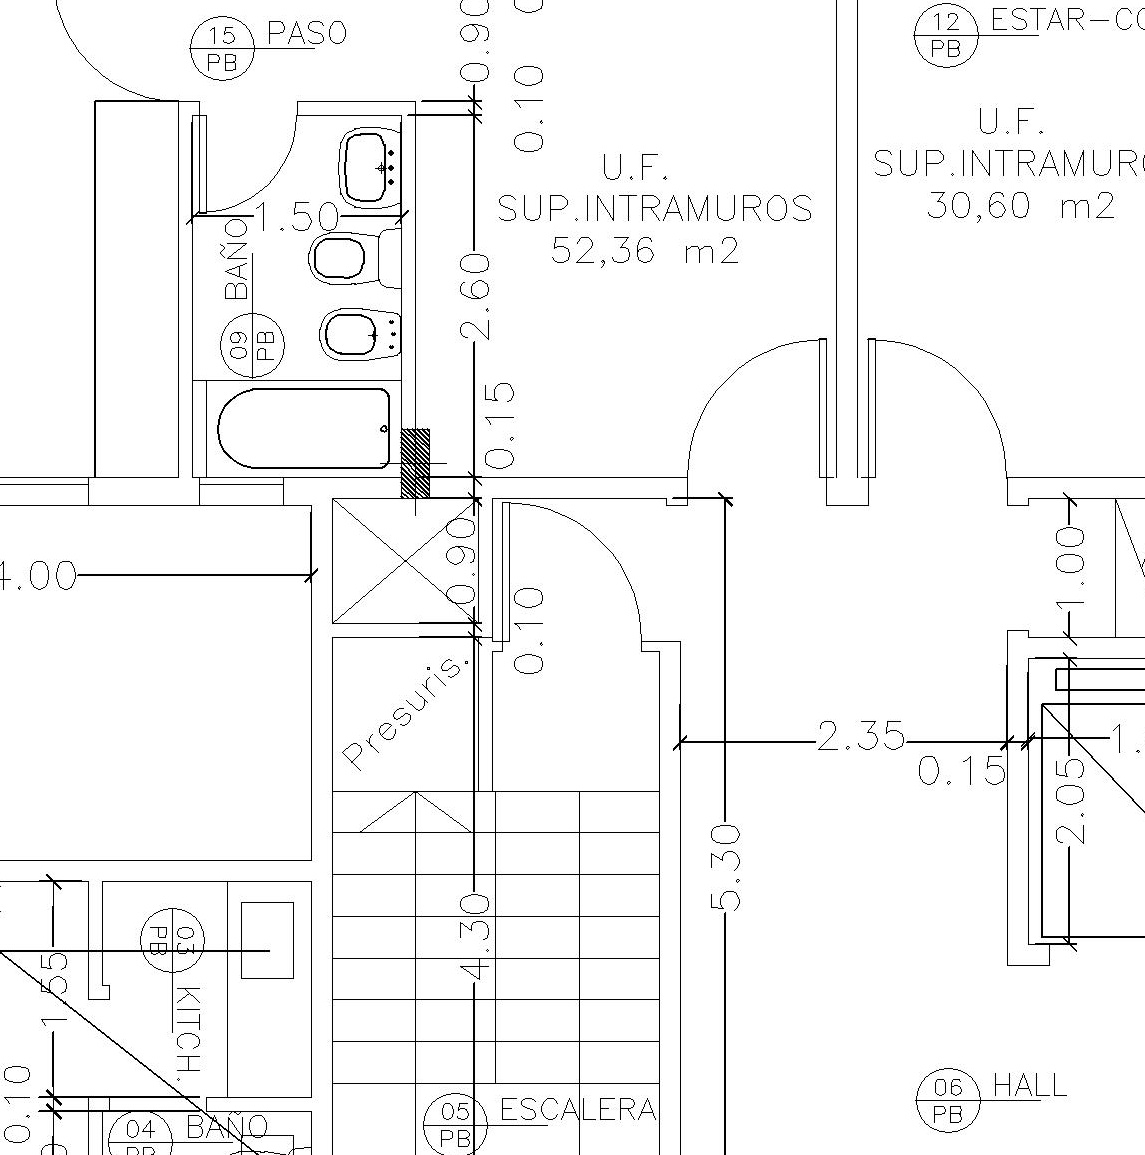 15
PB
PASO
0.90
0.10
12
PB
ESTAR-CO
U.F.
SUP.INTRAMUROS
52,36 m2
U.F.
SUP.INTRAMURO
30,60 m2
1.50
BAÑO
09
PB
2.60
0.15
4.00
0.90
0.10
1.00
Presuris.
2.35
0.15
1.
2.05
5.30
4.30
03
PB
KITCH.
1.55
0.10
04
PB
BAÑO
05
PB
ESCALERA
06
PB
HALL